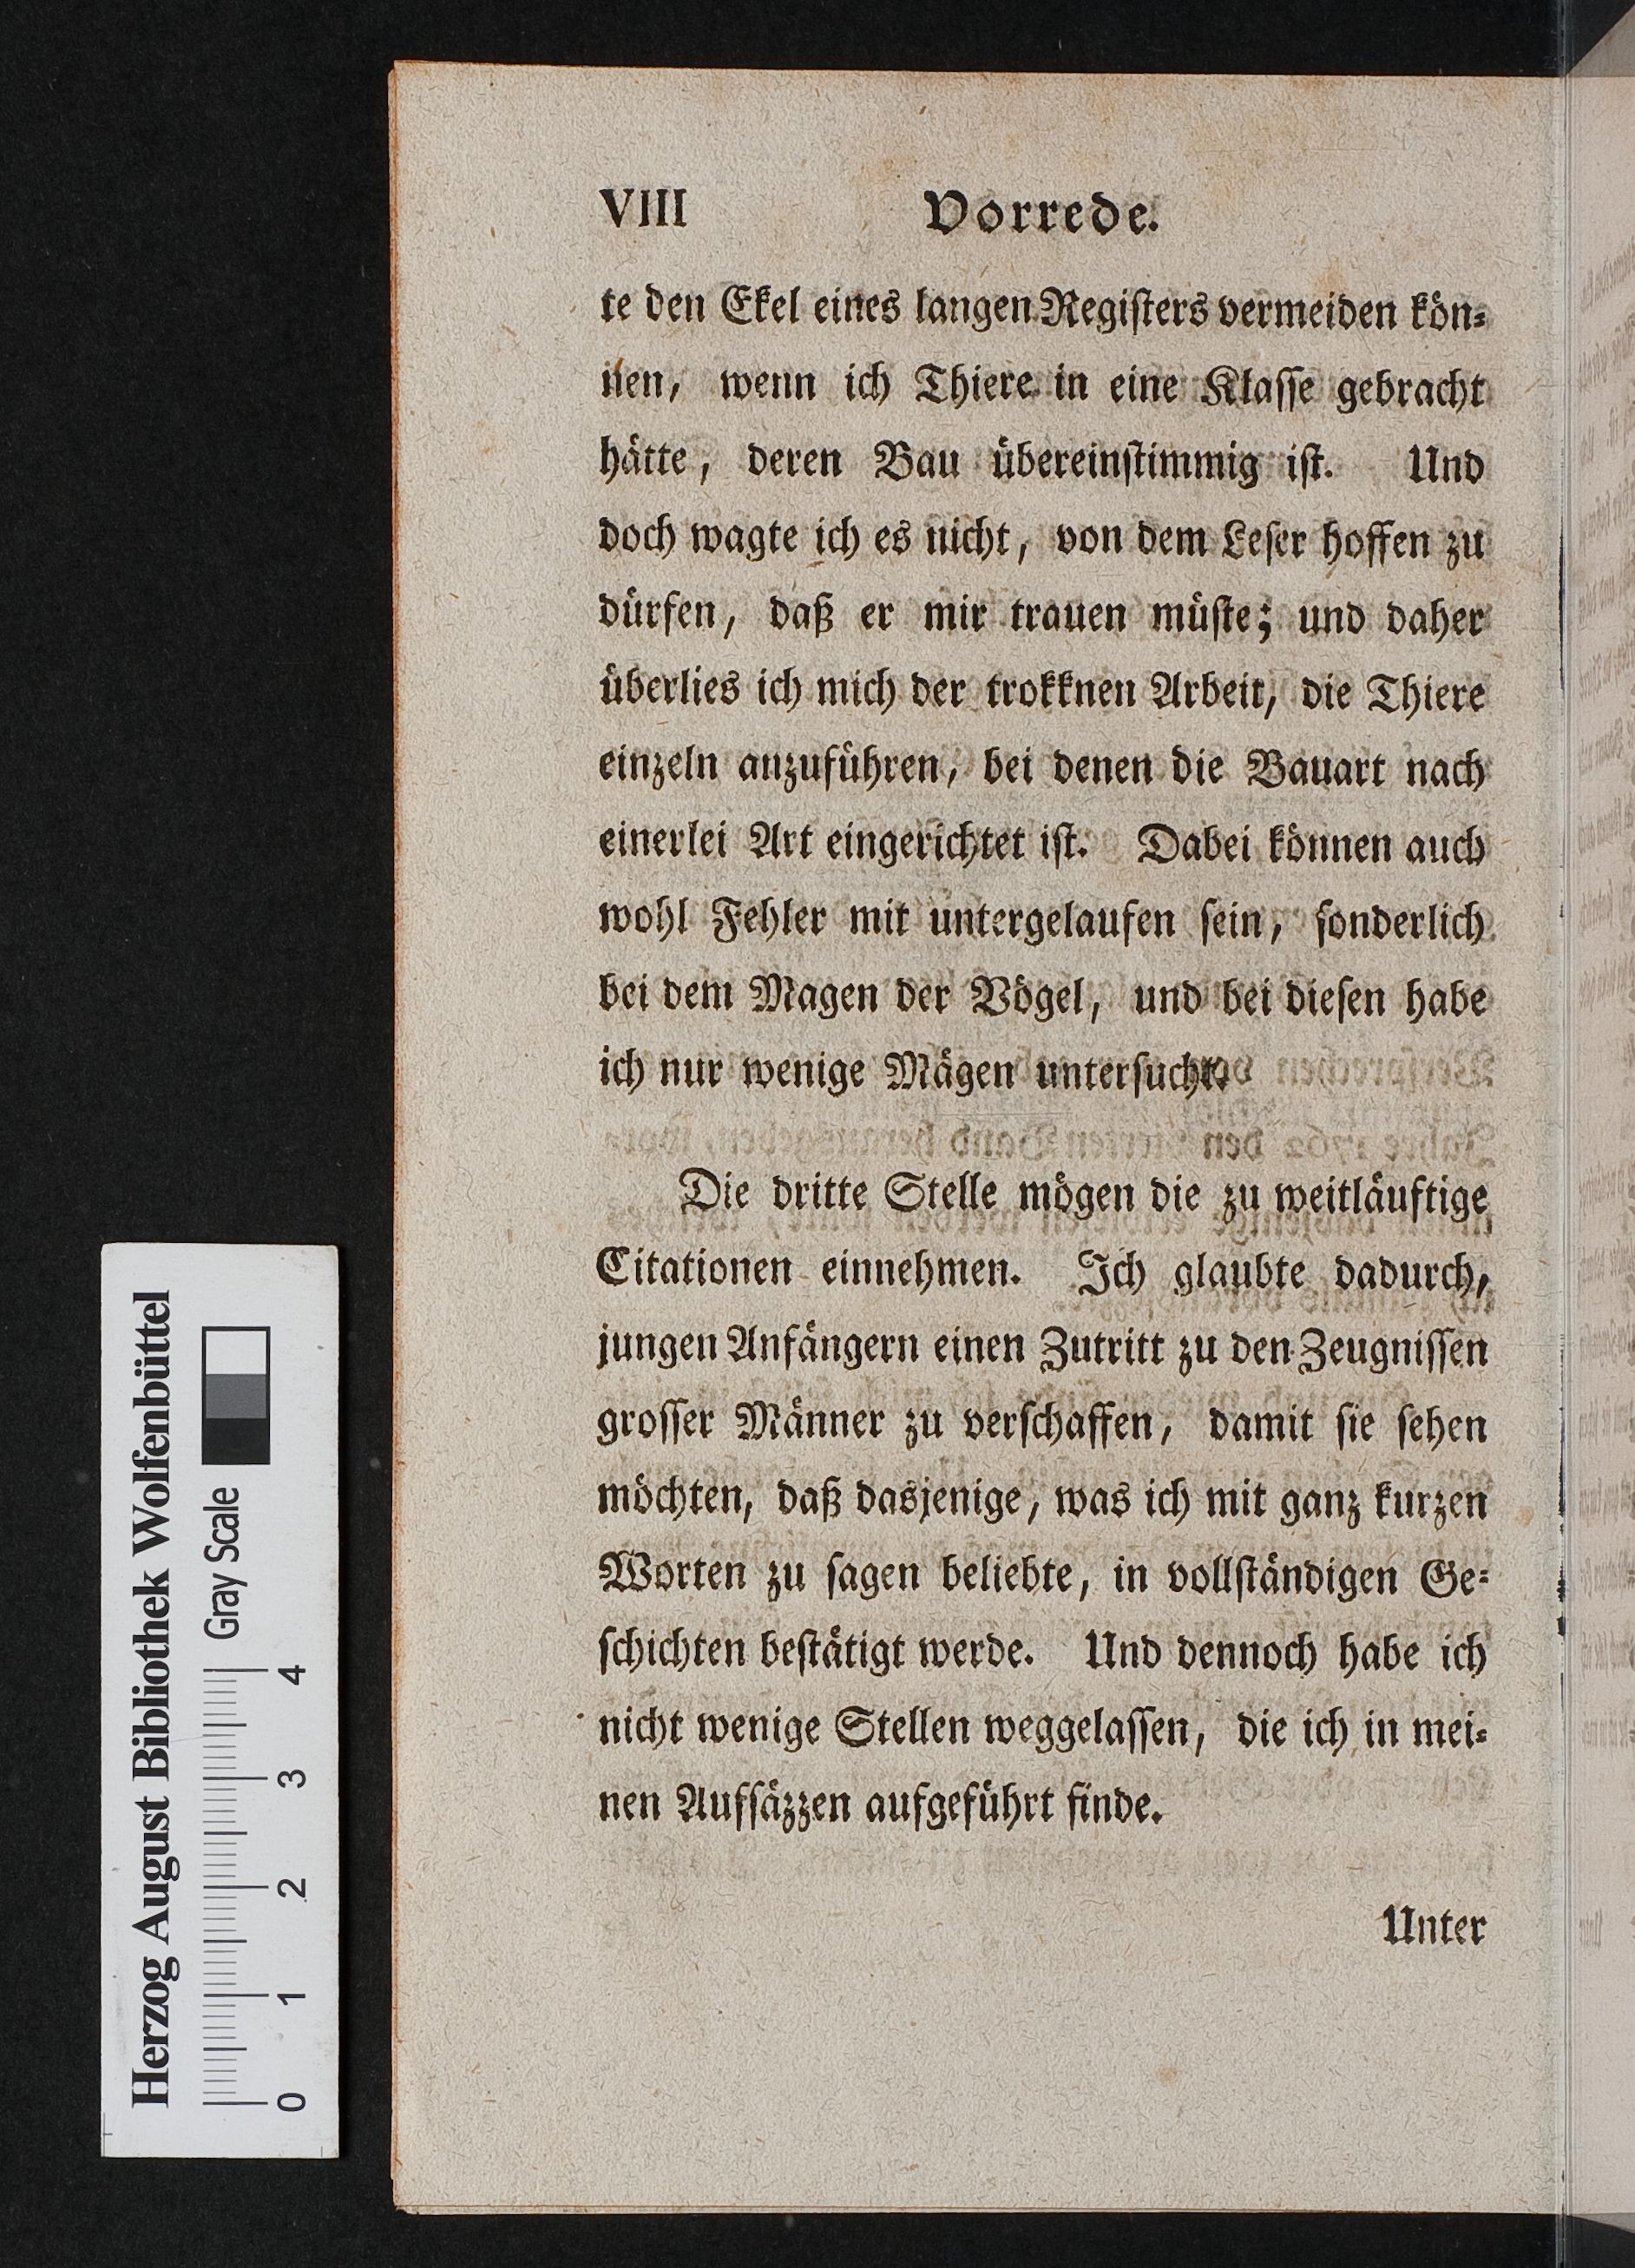 VIII Vorrede.
te den Ekel eines langen Registers vermeiden kön⸗
nen, wenn ich Thiere in eine Klasse gebracht
hätte, deren Bau übereinstimmig ist. Und
doch wagte ich es nicht, von dem Leser hoffen zu
dürfen, daß er mir trauen müste; und daher
überlies ich mich der trokknen Arbeit, die Thiere
einzeln anzuführen, bei denen die Bauart nach
einerlei Art eingerichtet ist. Dabei können auch
wohl Fehler mit untergelaufen sein, sonderlich
bei dem Magen der Vögel, und bei diesen habe
ich nur wenige Mägen untersucht.
Die dritte Stelle mögen die zu weitläuftige
Citationen einnehmen. Ich glaubte dadurch,
jungen Anfängern einen Zutritt zu den Zeugnissen
grosser Männer zu verschaffen, damit sie sehen
möchten, daß dasjenige, was ich mit ganz kurzen
Worten zu sagen beliebte, in vollständigen Ge⸗
schichten bestätigt werde. Und dennoch habe ich
nicht wenige Stellen weggelassen, die ich in mei⸗
nen Aufsäzzen aufgeführt finde.
Unter
Herzog August Bibliothek Wolfenbüttel
Gray Scale
0 1 2 3 4